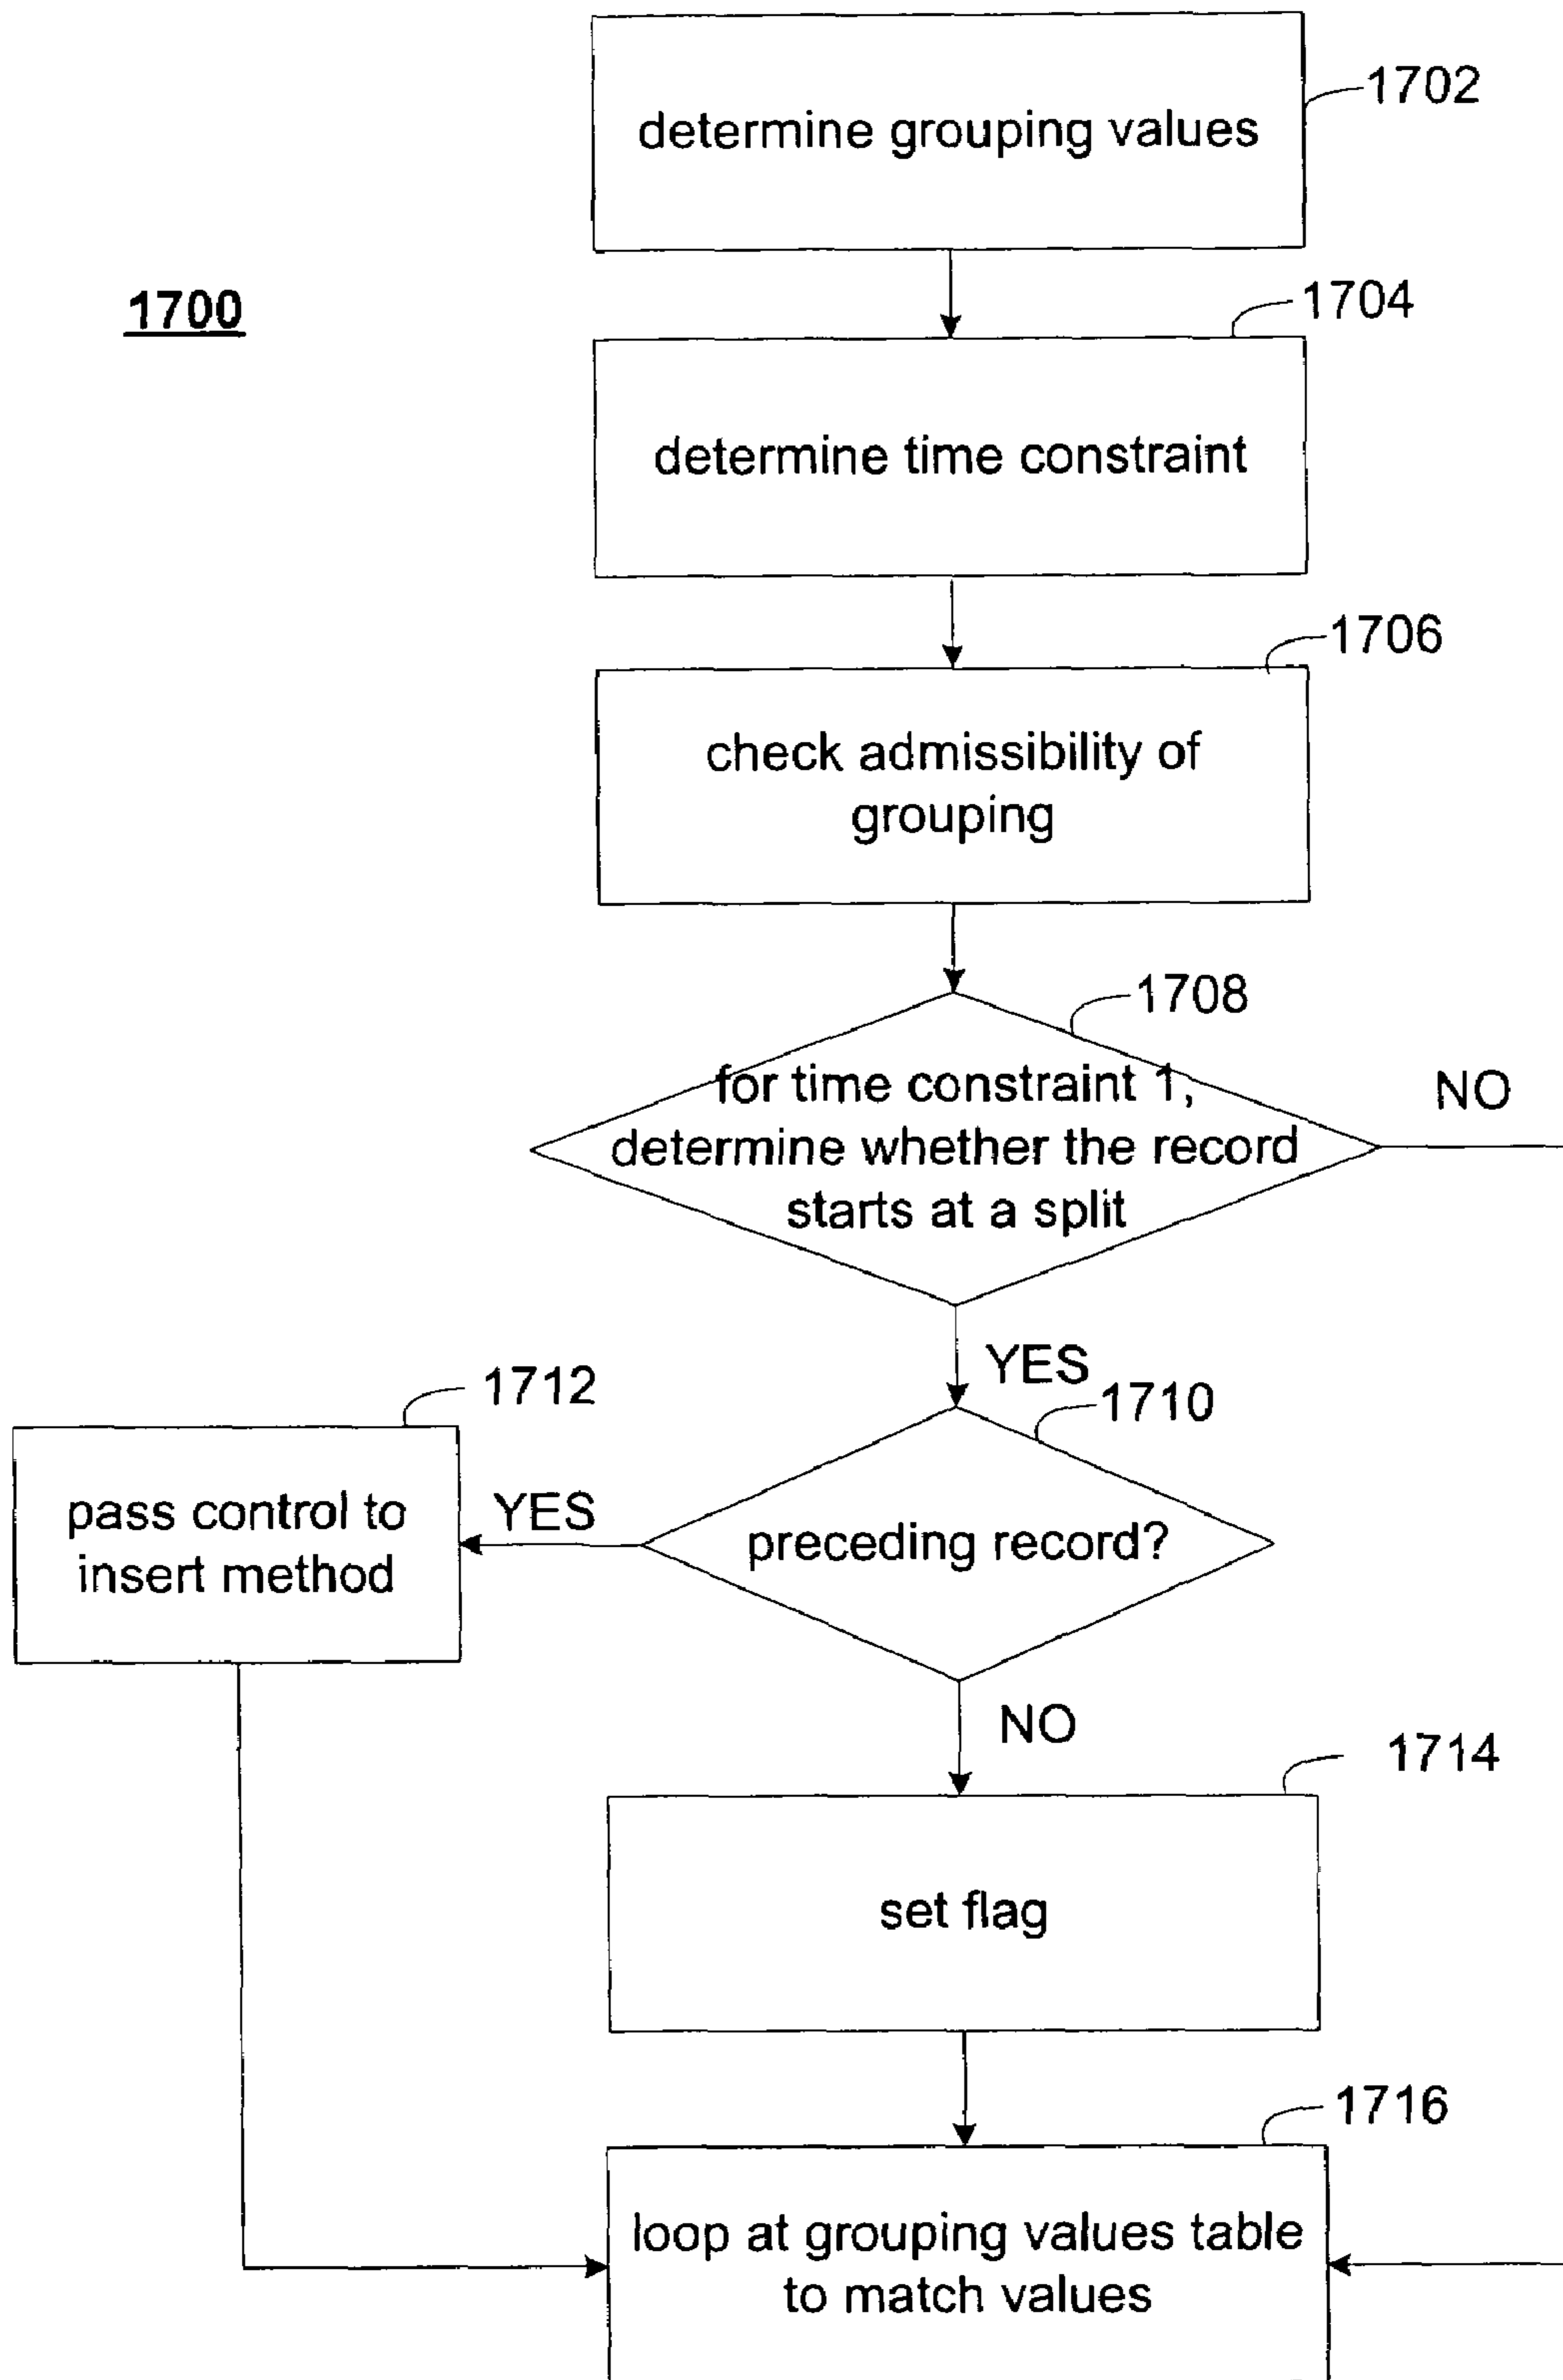 1702
determine grouping values
1700
1704
determine time constraint
1706
check admissibility of
grouping
1708
for time constraint 1,
determine whether the record
starts at a split
NO
YES
1712
1710
pass control to
insert method
YES
preceding record?
NO
1714
set flag
1716
loop at grouping values table
to match values